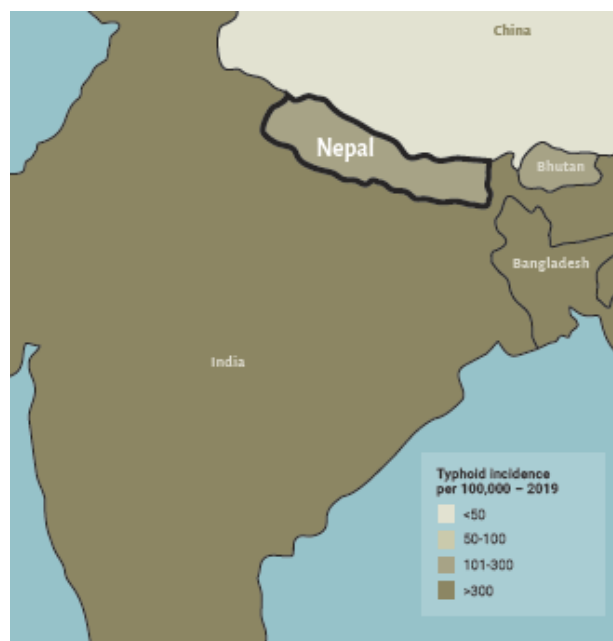 China
Nepal
Bhutan
Bangladesh
India
Typhoid incidence
per 100,000 – 2019
<50
50-100
101-300
>300